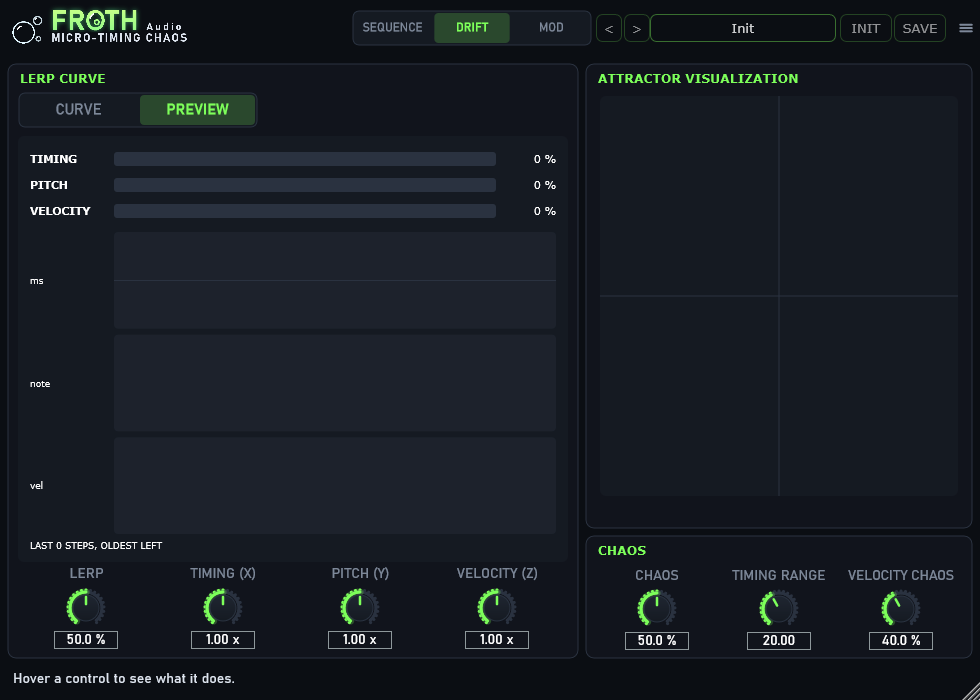 FROTH Audio
MICRO-TIMING CHAOS
SEQUENCE DRIFT MOD
< > Init INIT SAVE
LERP CURVE
CURVE PREVIEW
TIMING 0 %
PITCH 0 %
VELOCITY 0 %
ms
note
vel
LAST 0 STEPS, OLDEST LEFT
LERP TIMING (X) PITCH (Y) VELOCITY (Z)
50.0 % 1.00 x 1.00 x 1.00 x
ATTRACTOR VISUALIZATION
CHAOS
CHAOS TIMING RANGE VELOCITY CHAOS
50.0 % 20.00 40.0 %
Hover a control to see what it does.